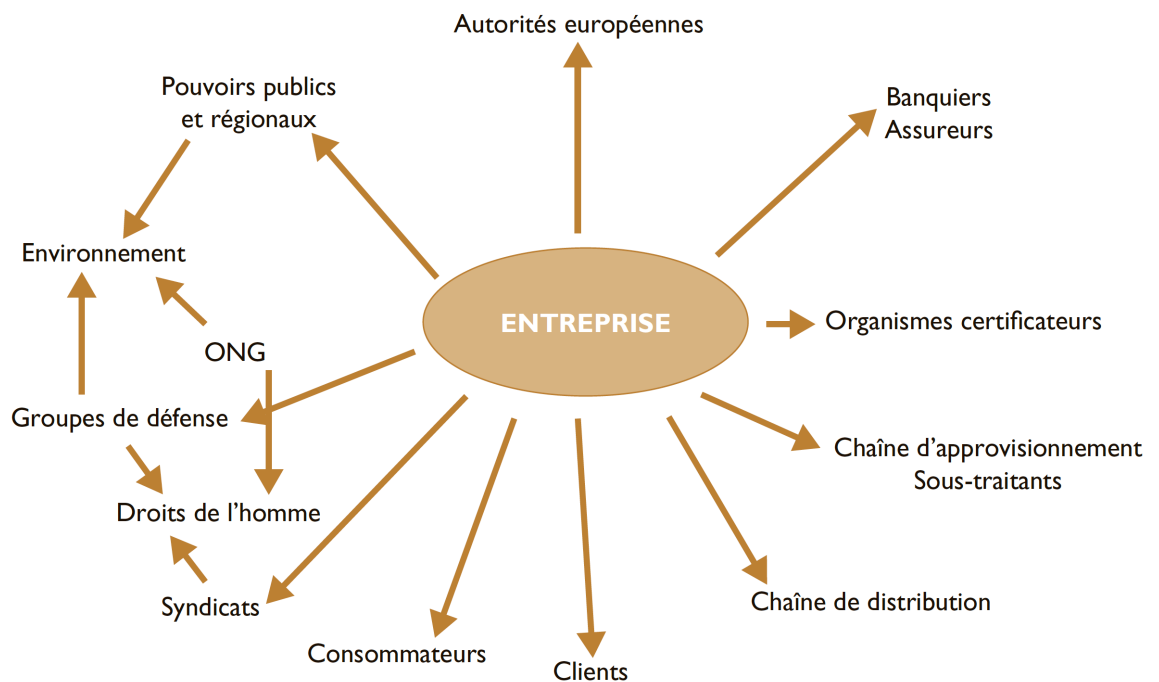 Autorités européennes
Pouvoirs publics
et régionaux
Banquiers
Assureurs
Environnement
ENTREPRISE
Organismes certificateurs
ONG
Groupes de défense
Chaîne d’approvisionnement
Sous-traitants
Droits de l’homme
Chaîne de distribution
Syndicats
Consommateurs
Clients